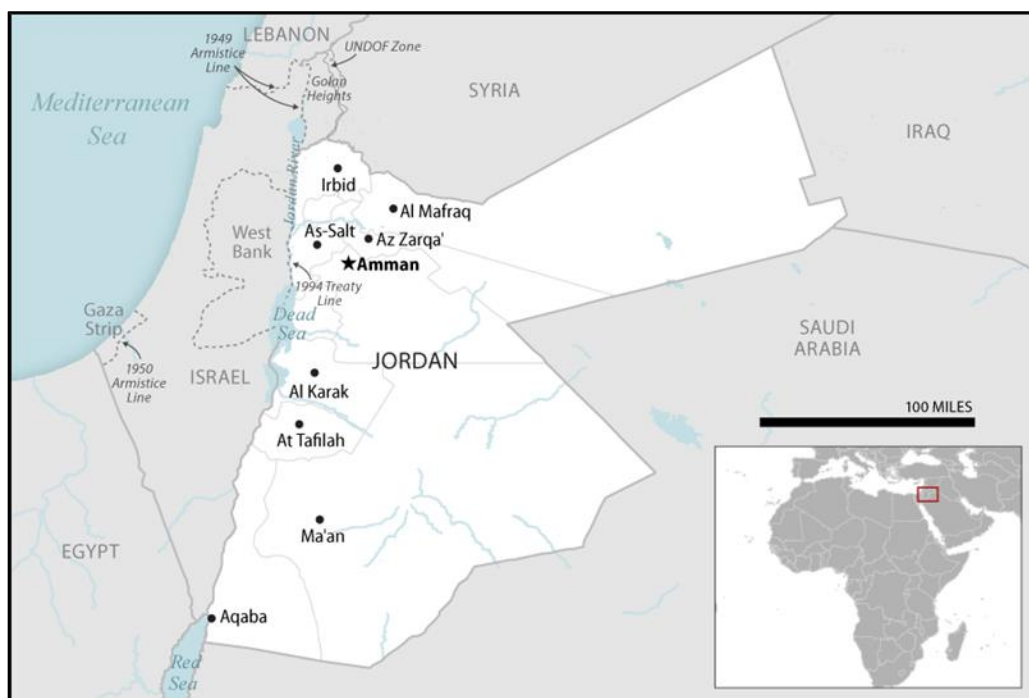 1949
Armistice
Line
LEBANON
UNDOF Zone
Golan
Heights
SYRIA
Mediterranean
Sea
IRAQ
Jordan River
Irbid
Al Mafraq
As-Salt
Az Zarqa'
West
Bank
Amman
1994 Treaty
Line
Gaza
Strip
Dead
Sea
SAUDI
ARABIA
1950
Armistice
Line
ISRAEL
JORDAN
Al Karak
100 MILES
At Tafilah
Ma'an
EGYPT
Aqaba
Red
Sea